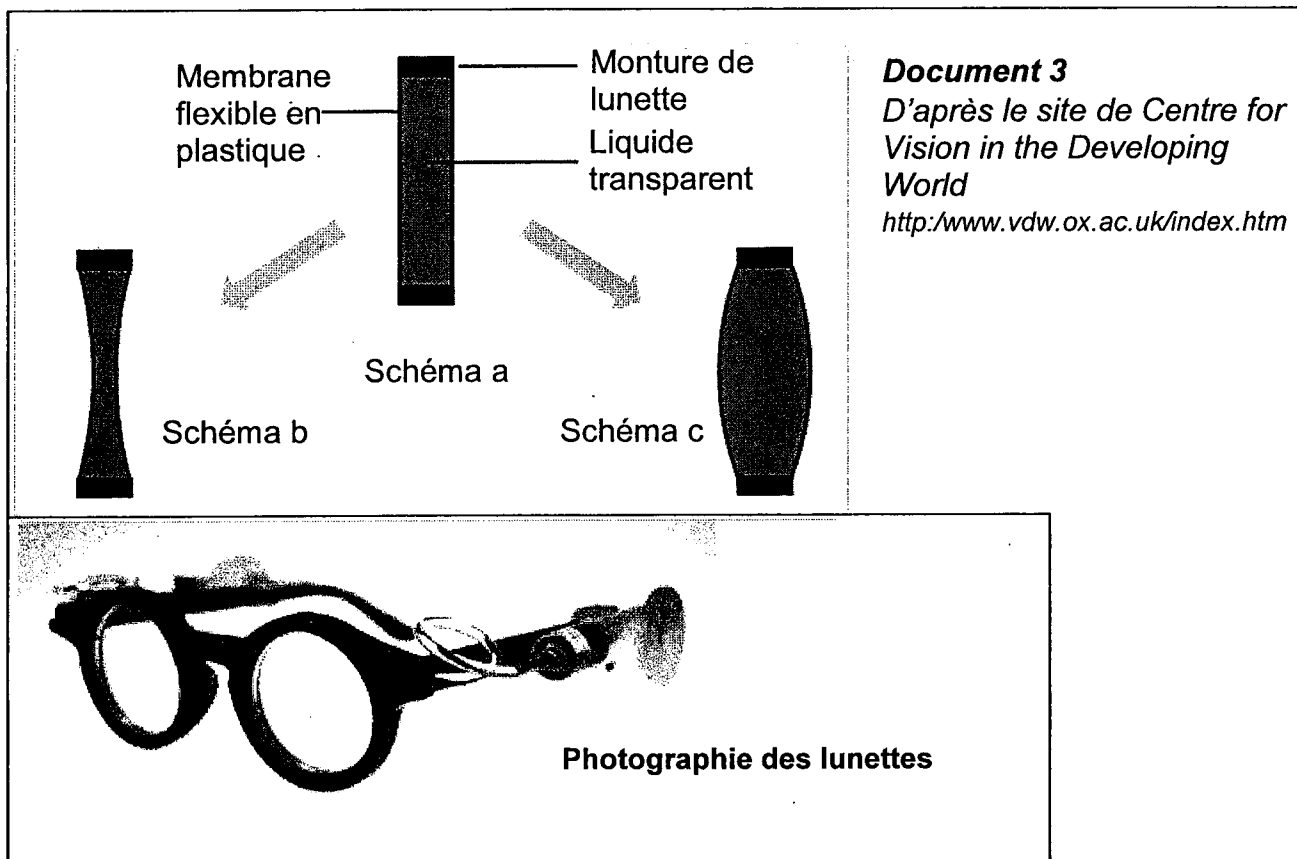 Membrane
flexible en
plastique
Monture de
lunette
Liquide
transparent
Schéma a
Schéma b
Schéma c
Document 3
D'après le site de Centre for
Vision in the Developing
World
http:/www.vdw.ox.ac.uk/index.htm
Photographie des lunettes